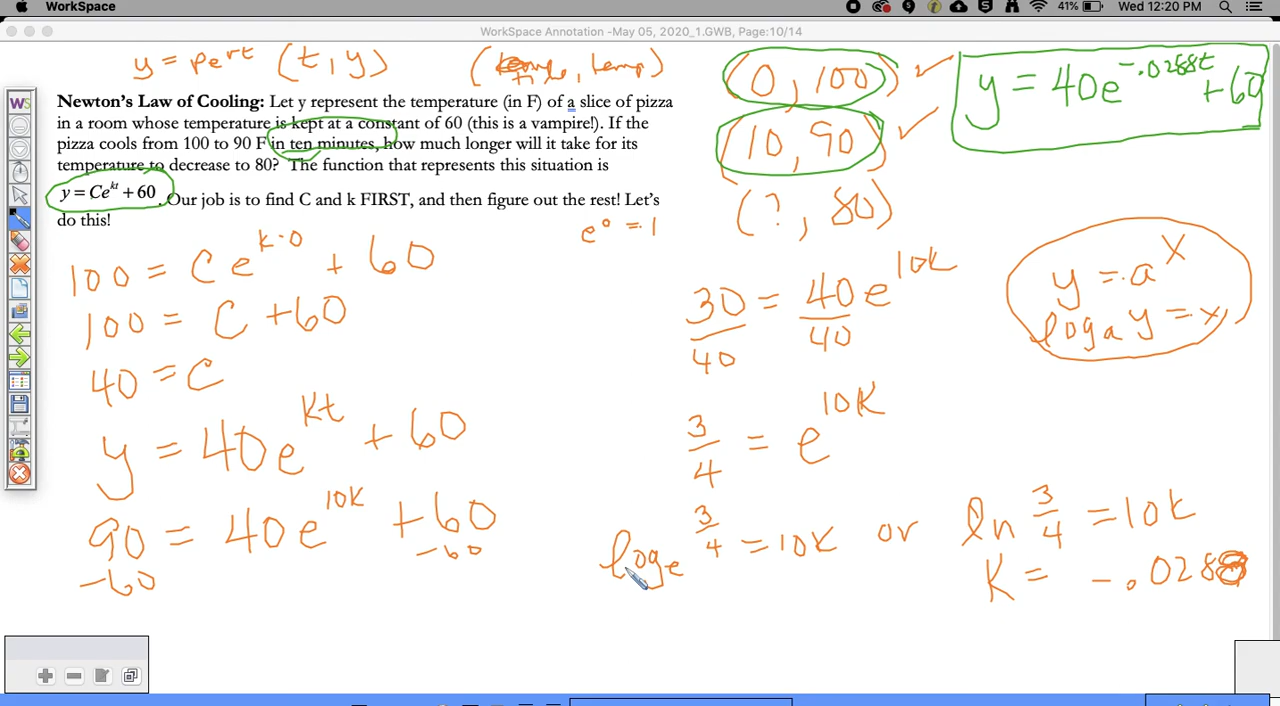 WorkSpace
41%
Wed 12:20 PM
WorkSpace Annotation -May 05, 2020_1.GWB, Page:10/14
y = pe^rt (t, y) ( , temp)
Newton's Law of Cooling: Let y represent the temperature (in F) of a slice of pizza
in a room whose temperature is kept at a constant of 60 (this is a vampire!). If the
pizza cools from 100 to 90 F in ten minutes, how much longer will it take for its
temperature to decrease to 80? The function that represents this situation is
y = Ce^kt + 60 . Our job is to find C and k FIRST, and then figure out the rest! Let's
do this!
e^0 = 1
(0, 100) ✓
(10, 90) ✓
(?, 80)
y = 40e^-.0288t + 60
100 = Ce^k·0 + 60
100 = C + 60
40 = C
y = 40e^kt + 60
90 = 40e^10k + 60
-60 -60
30 = 40e^10k
40 40
3/4 = e^10k
log_e 3/4 = 10k or ln 3/4 = 10k
k = -.0288
y = a^x
log_a y = x
WS